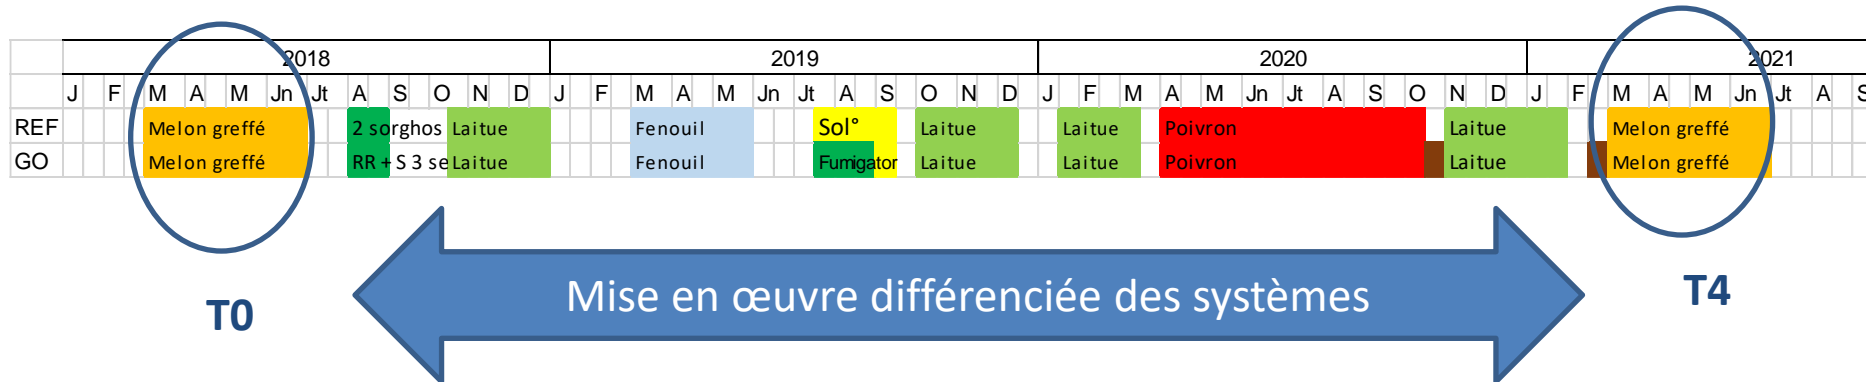 2018 2019 2020 2021
J F M A M Jn Jt A S O N D J F M A M Jn Jt A S O N D J F M A M Jn Jt A S O N D J F M A M Jn Jt A S
REF Melon greffé 2 sorghos Laitue Fenouil Sol° Laitue Laitue Poivron Laitue Melon greffé
GO Melon greffé RR + S 3 se Laitue Fenouil Fumigator Laitue Laitue Poivron Laitue Melon greffé
T0 Mise en œuvre différenciée des systèmes T4